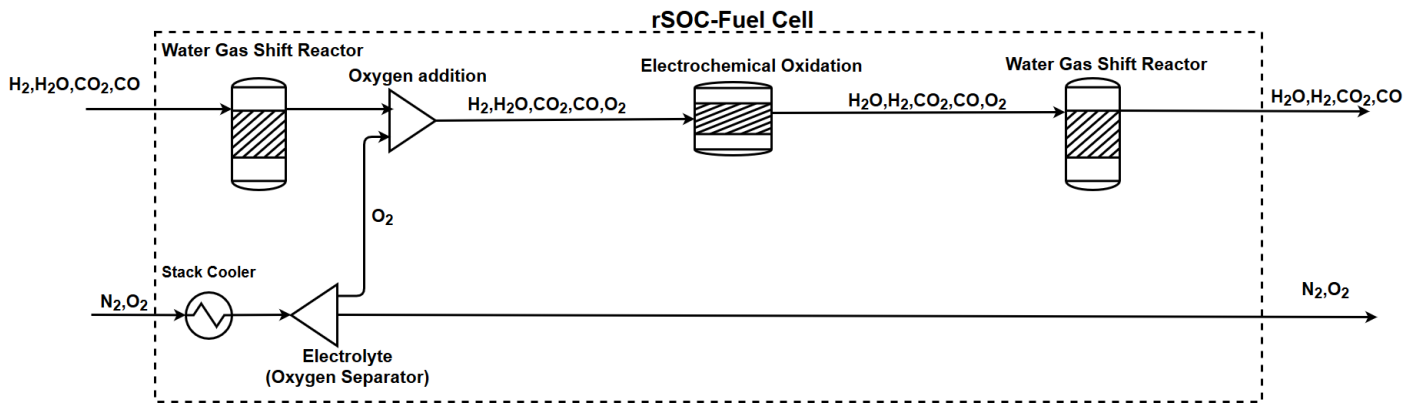 rSOC-Fuel Cell
Water Gas Shift Reactor
Oxygen addition
Electrochemical Oxidation
Water Gas Shift Reactor
H₂,H₂O,CO₂,CO
H₂,H₂O,CO₂,CO,O₂
H₂O,H₂,CO₂,CO,O₂
H₂O,H₂,CO₂,CO
O₂
Stack Cooler
N₂,O₂
N₂,O₂
Electrolyte
(Oxygen Separator)